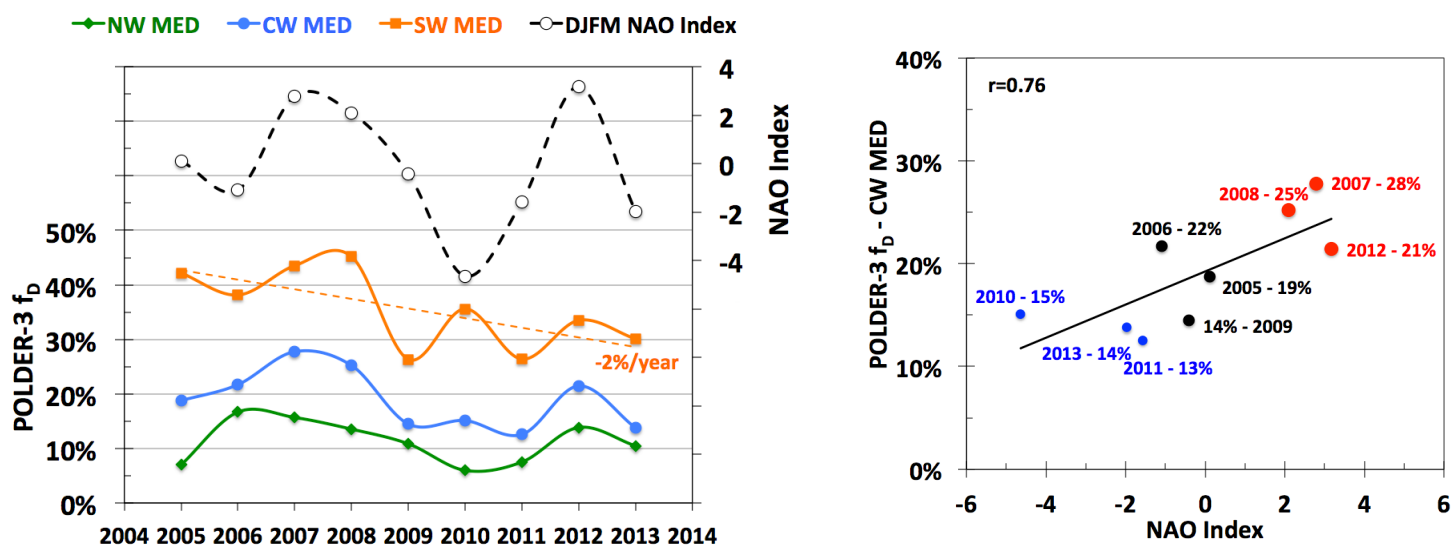 NW MED CW MED SW MED DJFM NAO Index
4
2
0
-2
-4
NAO Index
50%
40%
30%
20%
10%
0%
POLDER-3 fD
-2%/year
2004 2005 2006 2007 2008 2009 2010 2011 2012 2013 2014
40%
30%
20%
10%
0%
POLDER-3 fD - CW MED
r=0.76
2007 - 28%
2008 - 25%
2006 - 22%
2012 - 21%
2005 - 19%
2010 - 15%
14% - 2009
2013 - 14%
2011 - 13%
-6 -4 -2 0 2 4 6
NAO Index